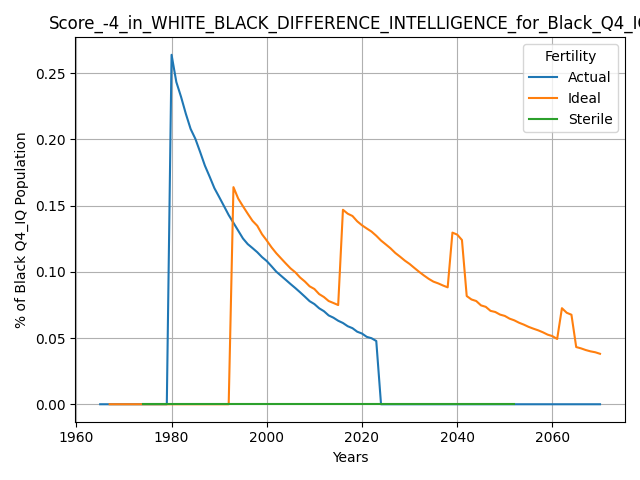 Score_-4_in_WHITE_BLACK_DIFFERENCE_INTELLIGENCE_for_Black_Q4_IQ
Fertility
Actual
Ideal
Sterile
% of Black Q4_IQ Population
0.25
0.20
0.15
0.10
0.05
0.00
1960 1980 2000 2020 2040 2060
Years